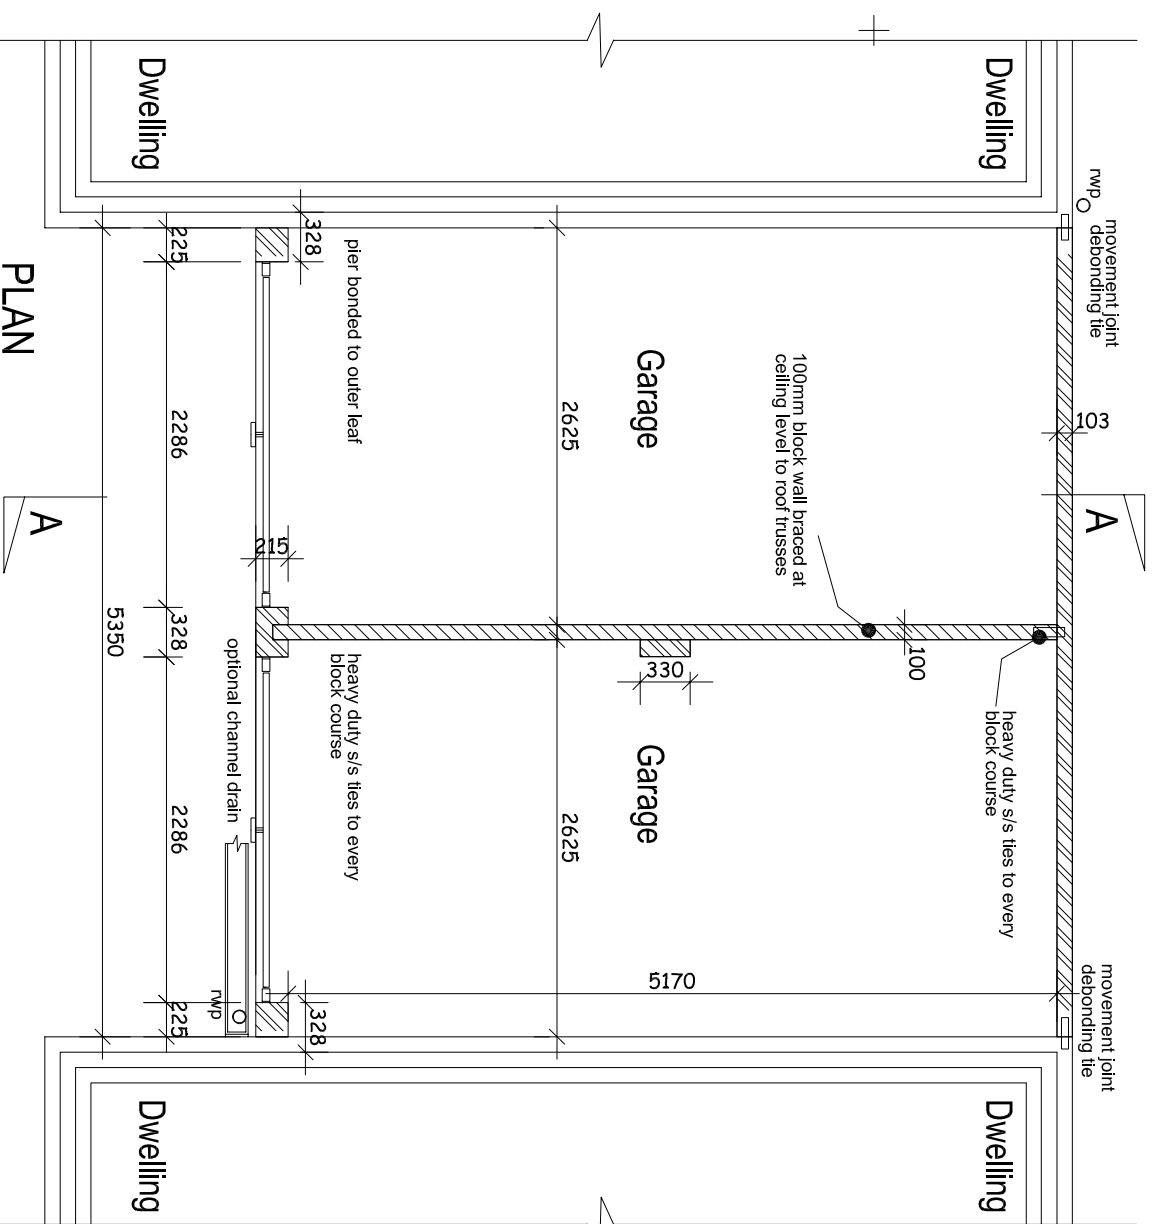 Dwelling
Dwelling
rwp
movement joint
debonding tie
328
225
pier bonded to outer leaf
PLAN
Garage
100mm block wall braced at
ceiling level to roof trusses
2625
2286
103
A
A
215
328
5350
100
330
heavy duty s/s ties to every
block course
optional channel drain
heavy duty s/s ties to every
block course
Garage
2625
2286
5170
movement joint
debonding tie
rwp
225
328
Dwelling
Dwelling